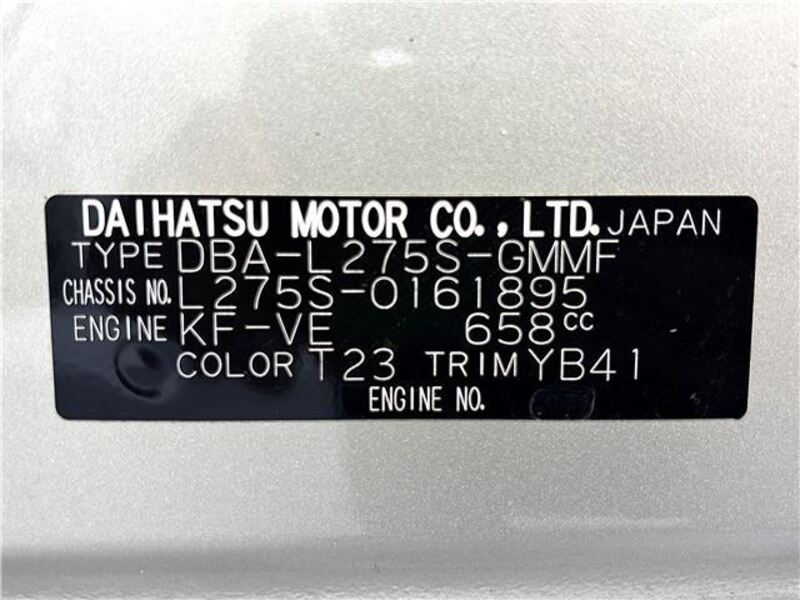 DAIHATSU MOTOR CO., LTD. JAPAN
TYPE DBA-L275S-GMMF
CHASSIS NO. L275S-0161895
ENGINE KF-VE 658cc
COLOR T23 TRIM YB41
ENGINE NO.